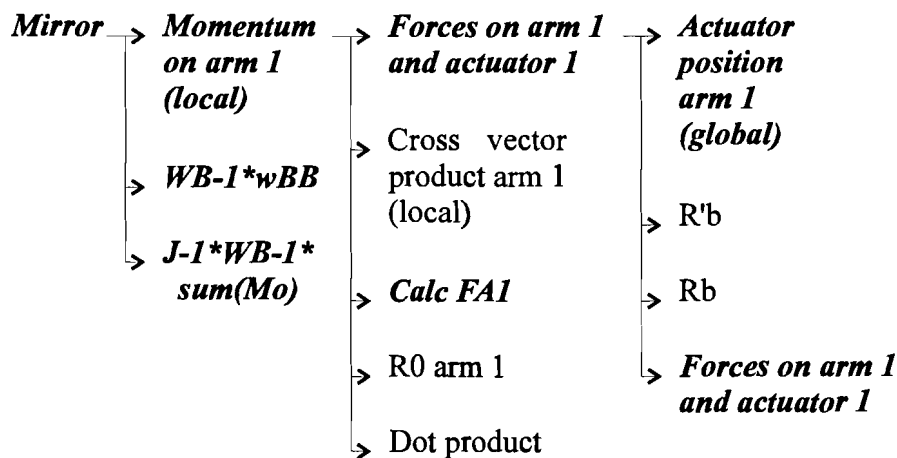 Mirror
Momentum
on arm 1
(local)
WB-1*wBB
J-1*WB-1*
sum(Mo)
Forces on arm 1
and actuator 1
Cross vector
product arm 1
(local)
Calc FA1
R0 arm 1
Dot product
Actuator
position
arm 1
(global)
R'b
Rb
Forces on arm 1
and actuator 1